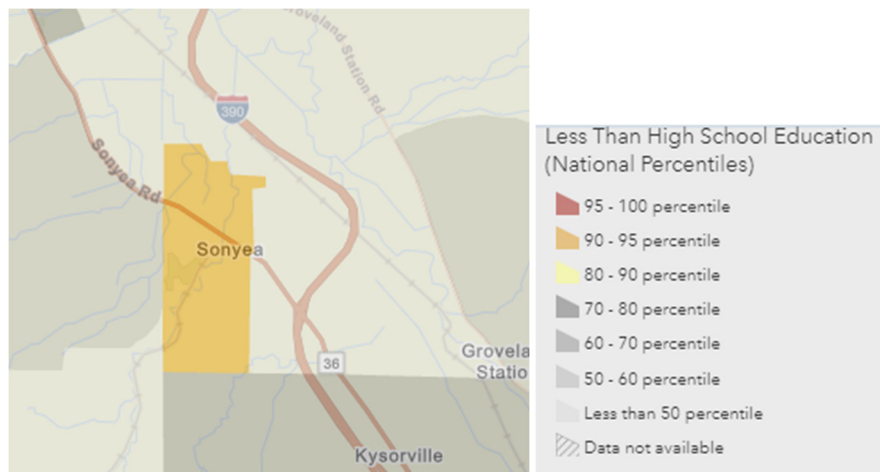 Groveland Station Rd
390
Sonyea Rd
Sonyea
36
Grovela
Statio
Kysorville
Less Than High School Education
(National Percentiles)
95 - 100 percentile
90 - 95 percentile
80 - 90 percentile
70 - 80 percentile
60 - 70 percentile
50 - 60 percentile
Less than 50 percentile
Data not available